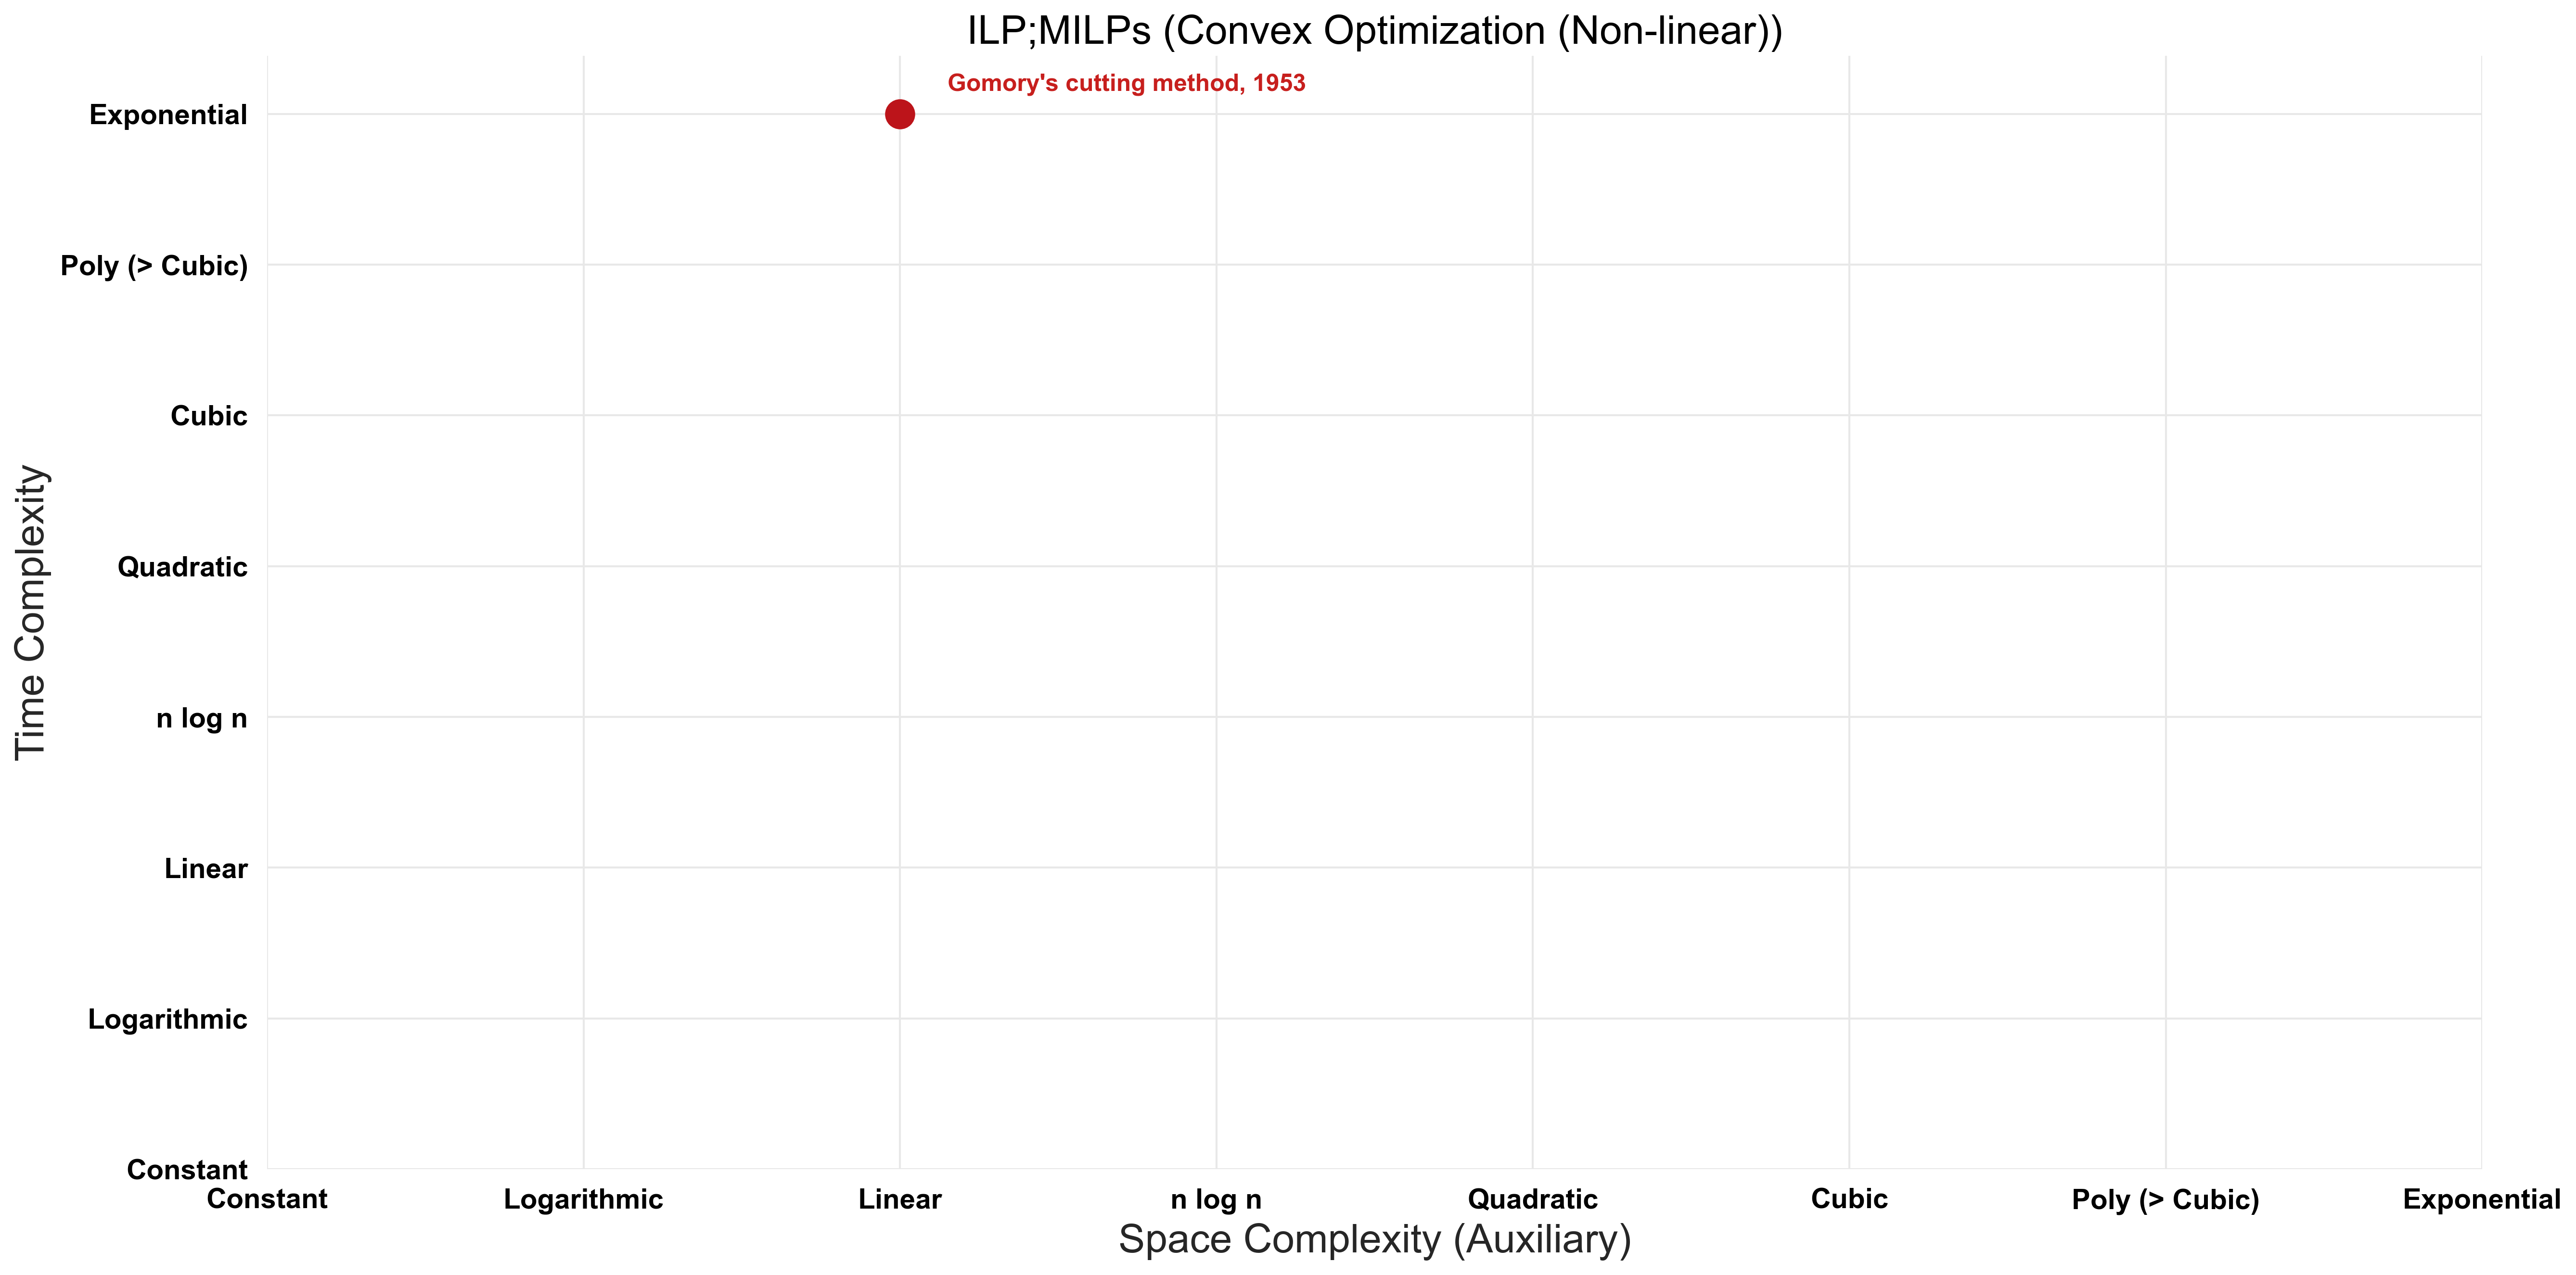 ILP;MILPs (Convex Optimization (Non-linear))
Gomory's cutting method, 1953
Exponential
Poly (> Cubic)
Cubic
Quadratic
n log n
Linear
Logarithmic
Constant
Time Complexity
Constant
Logarithmic
Linear
n log n
Quadratic
Cubic
Poly (> Cubic)
Exponential
Space Complexity (Auxiliary)